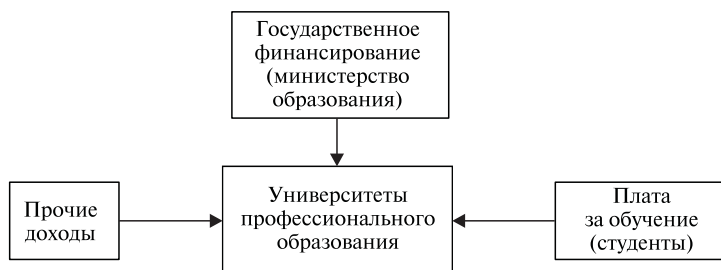 Государственное
финансирование
(министерство
образования)
Прочие
доходы
Университеты
профессионального
образования
Плата
за обучение
(студенты)